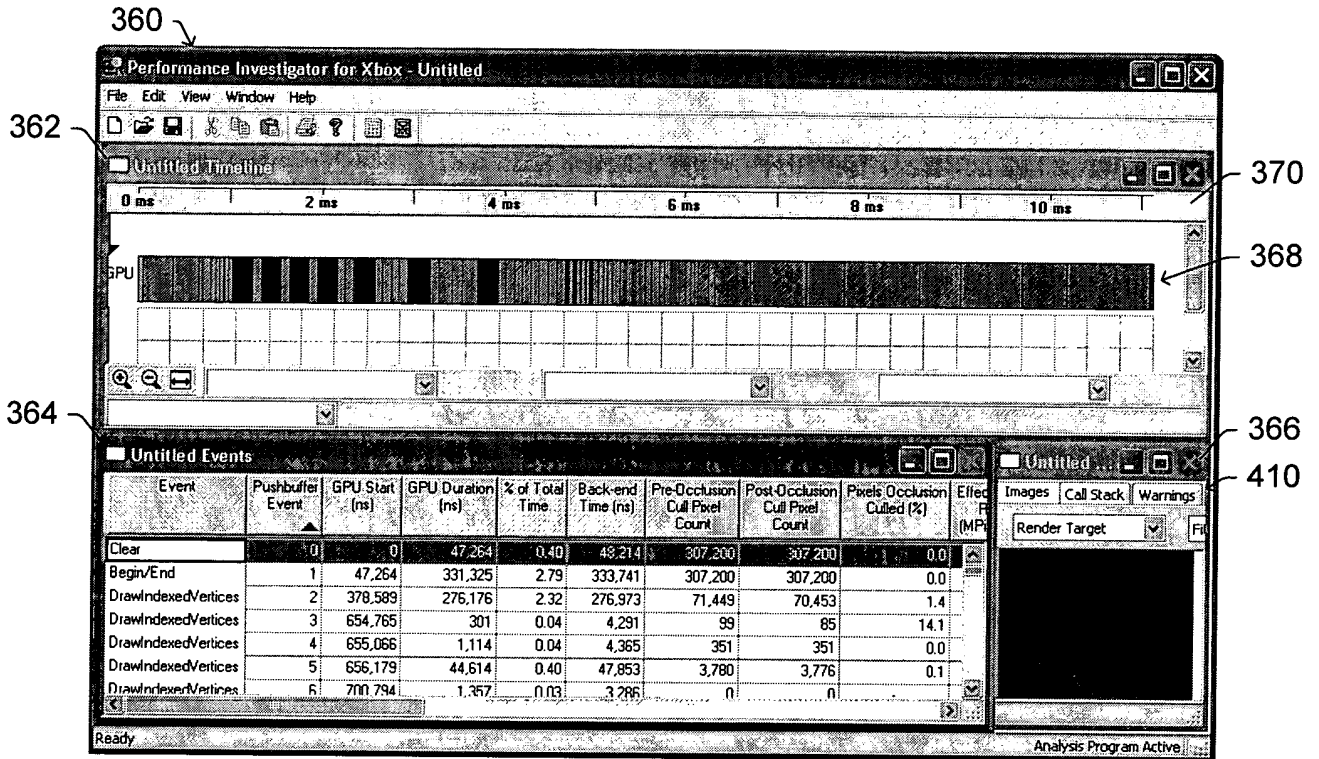 360
Performance Investigator for Xbox - Untitled
File Edit View Window Help
362
Untitled Timeline
370
0 ms 2 ms 4 ms 6 ms 8 ms 10 ms
GPU
368
364
366
Untitled Events
Untitled ...
410
Event Pushbuffer Event GPU Start (ns) GPU Duration (ns) % of Total Time Back-end Time (ns) Pre-Occlusion Cull Pixel Count Post-Occlusion Cull Pixel Count Pixels Occlusion Culled (%) Effec
Images Call Stack Warnings
Render Target
Clear 0 0 47,264 0.40 48,214 307,200 307,200 0.0
Begin/End 1 47,264 331,325 2.79 333,741 307,200 307,200 0.0
DrawIndexedVertices 2 378,589 276,176 2.32 276,973 71,449 70,453 1.4
DrawIndexedVertices 3 654,765 301 0.04 4,291 99 85 14.1
DrawIndexedVertices 4 655,066 1,114 0.04 4,365 351 351 0.0
DrawIndexedVertices 5 656,179 44,614 0.40 47,853 3,780 3,776 0.1
DrawIndexedVertices 6 700,794 1,357 0.03 3,286 0 0
Ready
Analysis Program Active